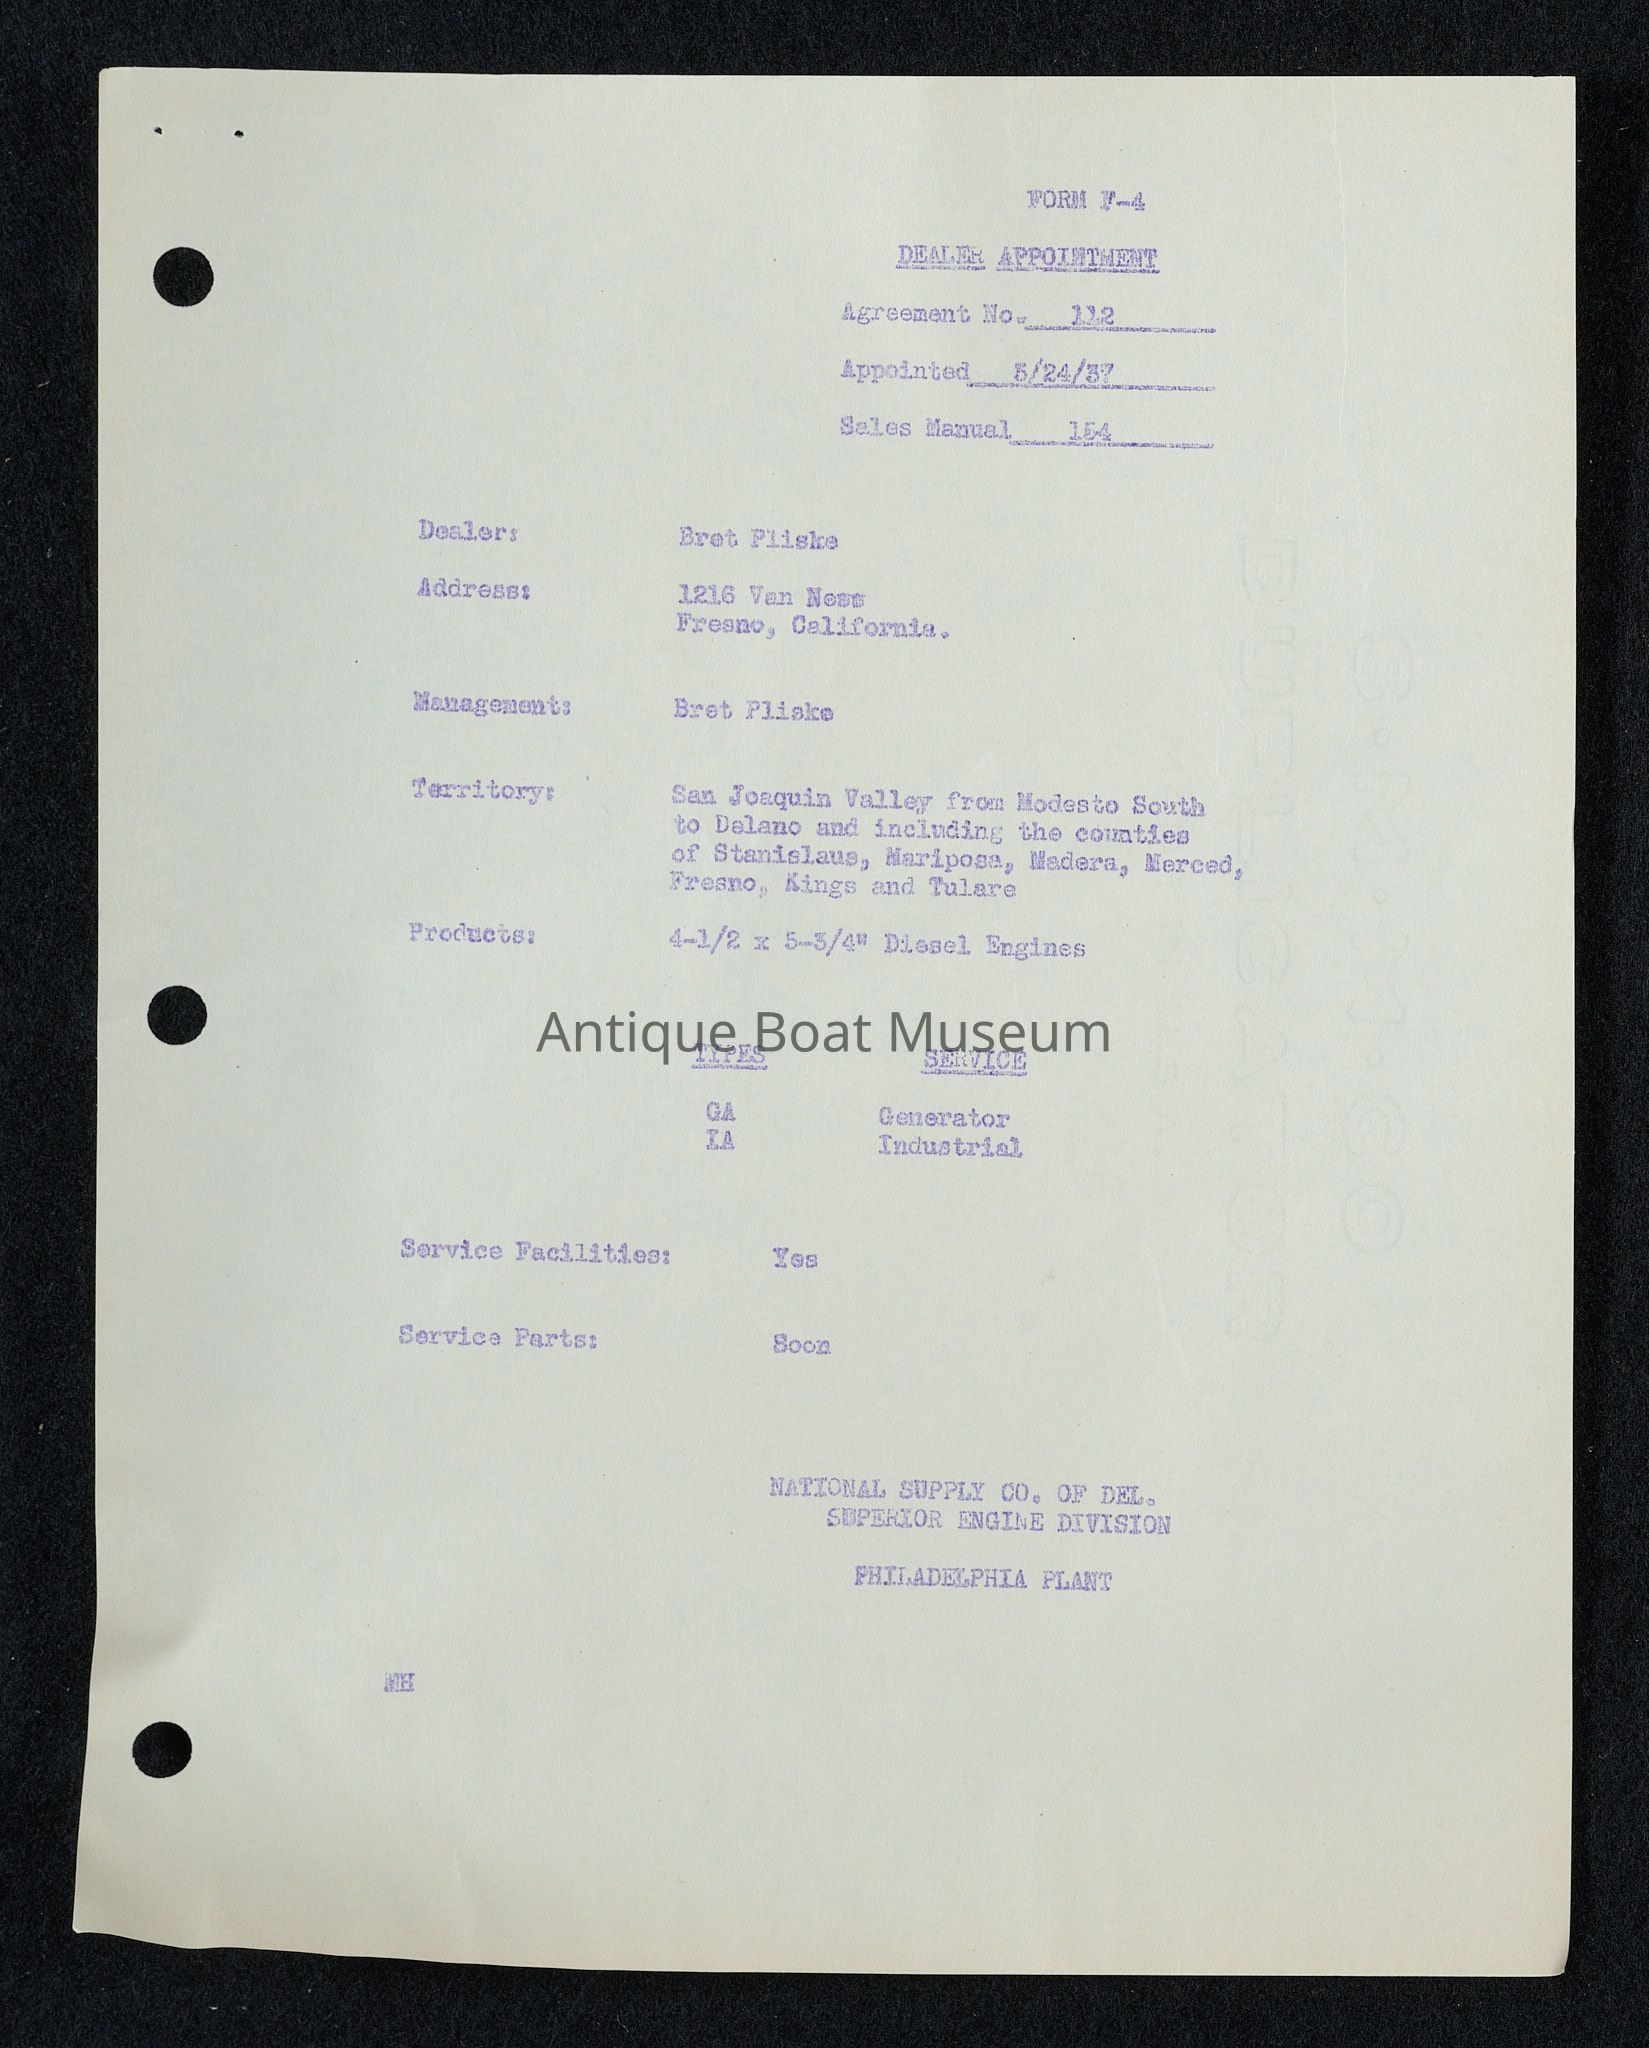 FORM F-4
DEALER APPOINTMENT
Agreement No. 112
Appointed 5/24/37
Sales Manual 154
Dealer: Bret Pliske
Address: 1216 Van Ness
Fresno, California.
Management: Bret Pliske
Territory: San Joaquin Valley from Modesto South
to Delano and including the counties
of Stanislaus, Mariposa, Madera, Merced,
Fresno, Kings and Tulare
Products: 4-1/2 x 5-3/4" Diesel Engines
Antique Boat Museum
TYPES SERVICE
GA Generator
IA Industrial
Service Facilities: Yes
Service Parts: Soon
NATIONAL SUPPLY CO. OF DEL.
SUPERIOR ENGINE DIVISION
PHILADELPHIA PLANT
MH